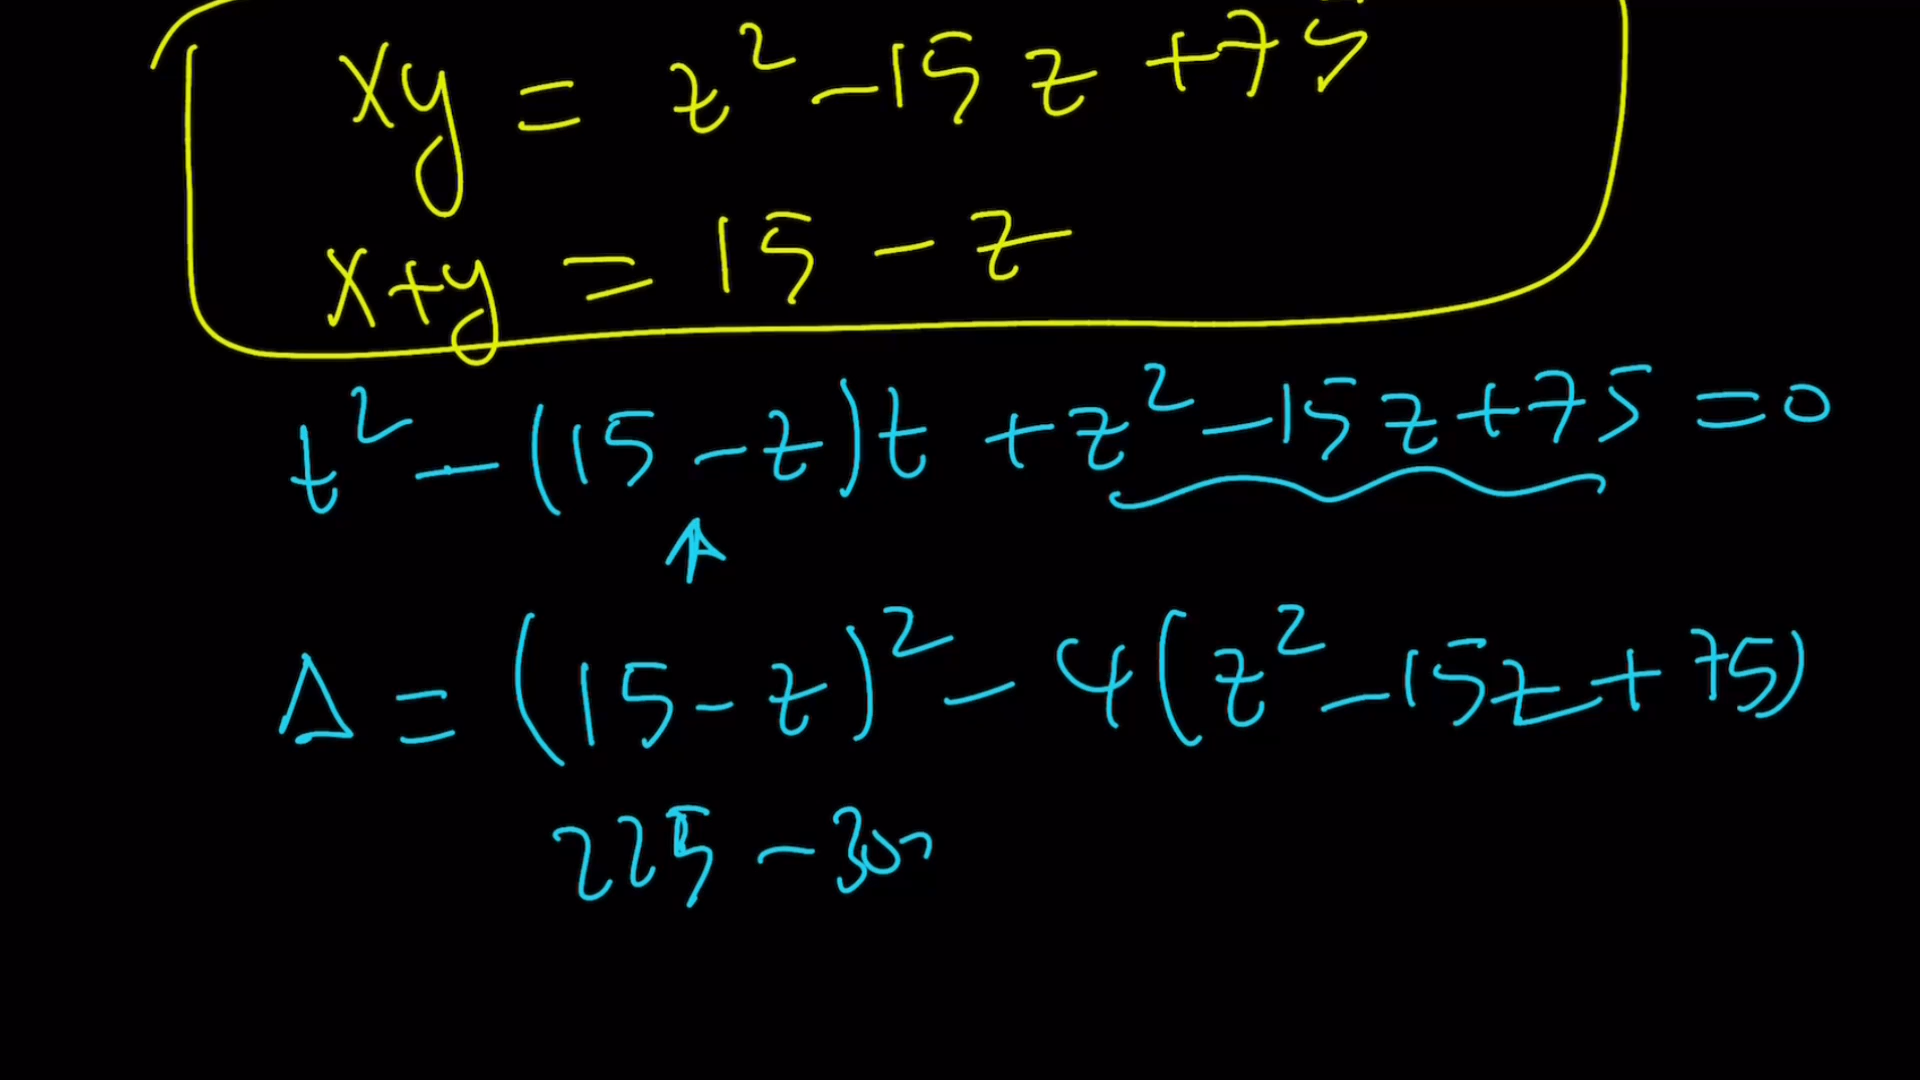 xy = z² - 15z + 75
x+y = 15 - z
t² - (15 - z)t + z² - 15z + 75 = 0
Δ = (15 - z)² - 4(z² - 15z + 75)
225 - 30